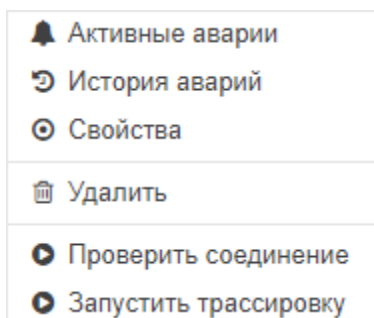 Активные аварии
История аварий
Свойства
Удалить
Проверить соединение
Запустить трассировку